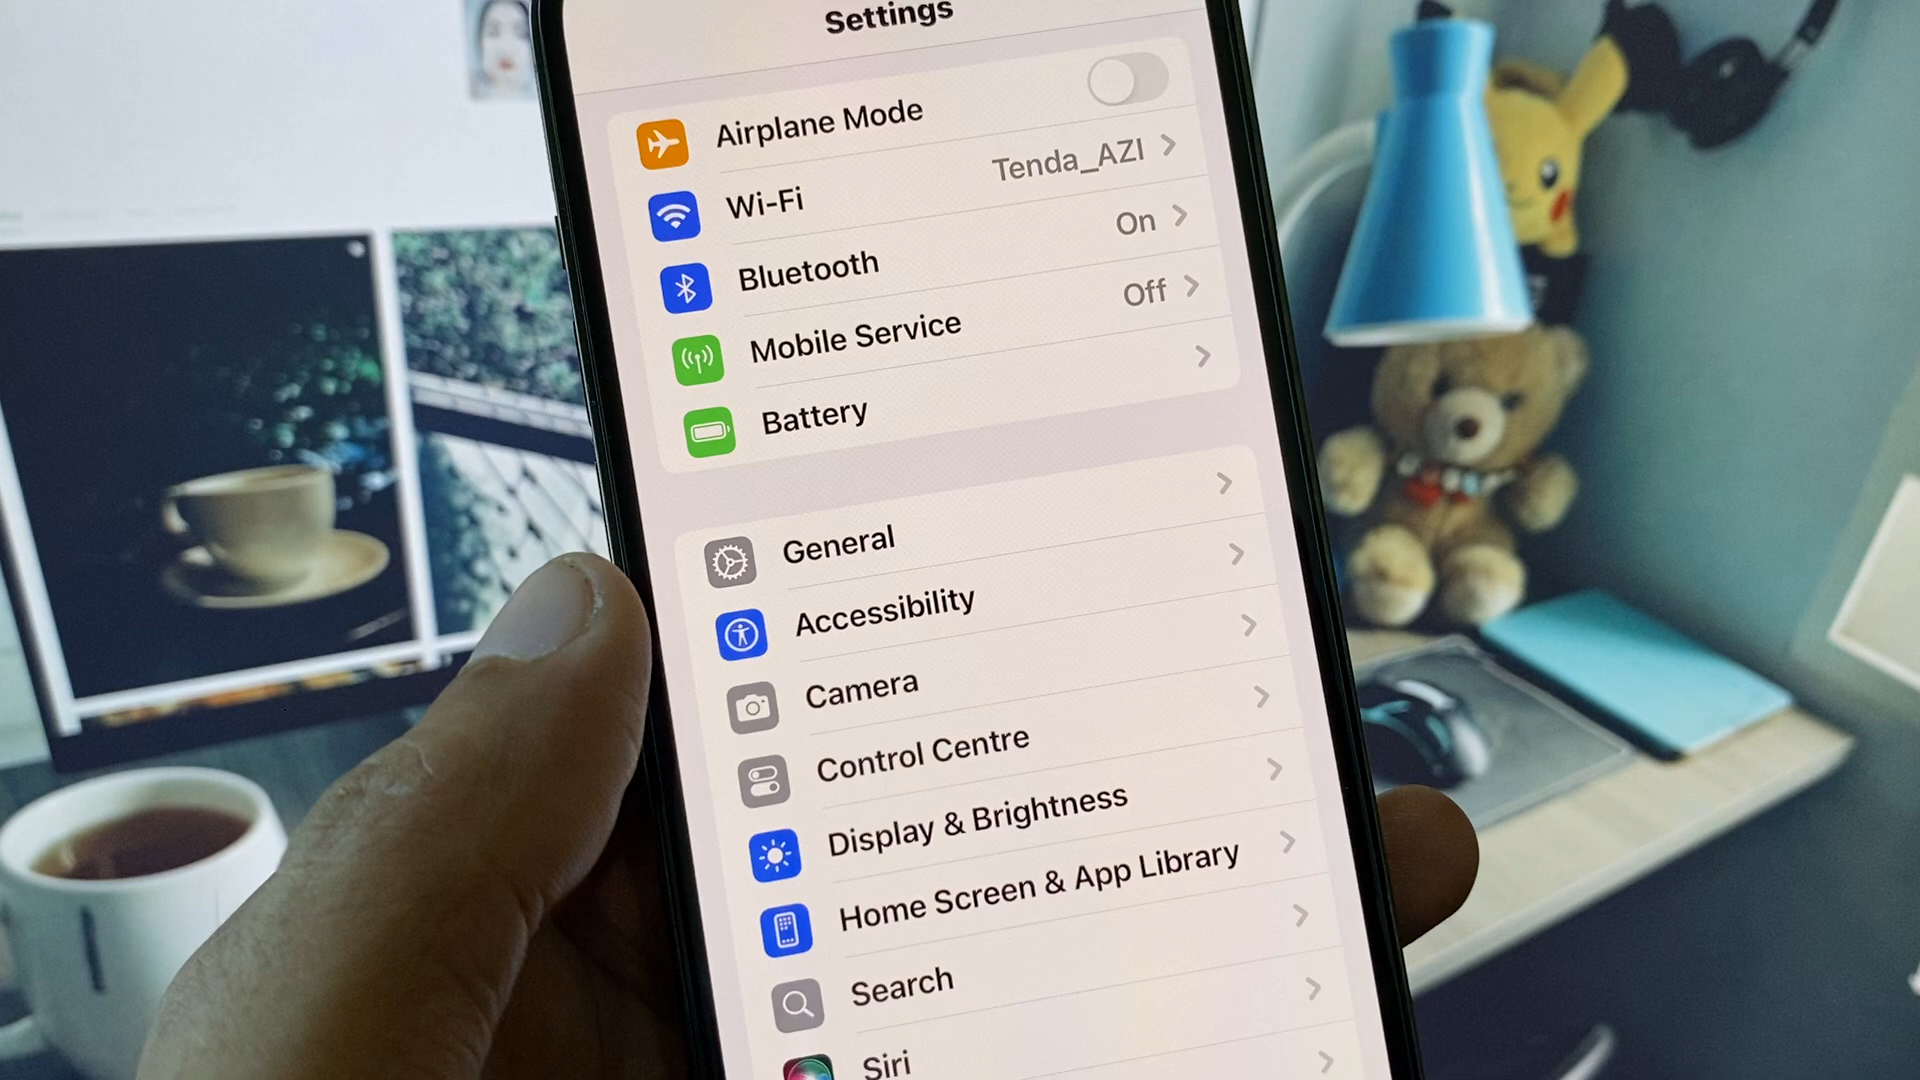 Settings
Airplane Mode
Wi-Fi Tenda_AZI
Bluetooth On
Mobile Service Off
Battery
General
Accessibility
Camera
Control Centre
Display & Brightness
Home Screen & App Library
Search
Siri